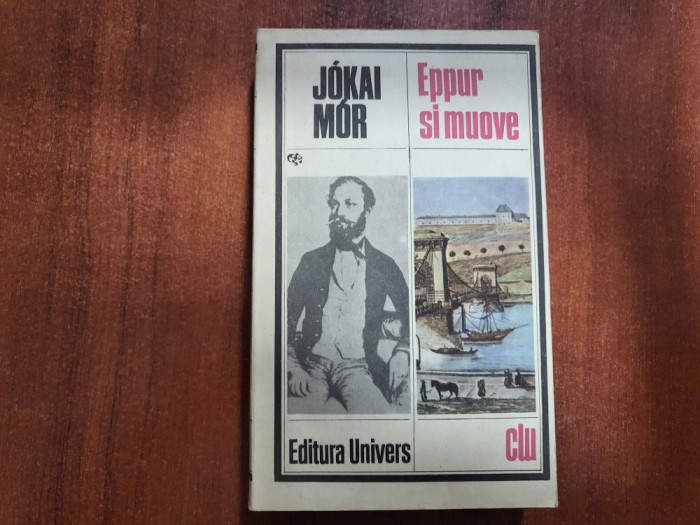 JÓKAI
MÓR
Eppur
si muove
Editura Univers
clu